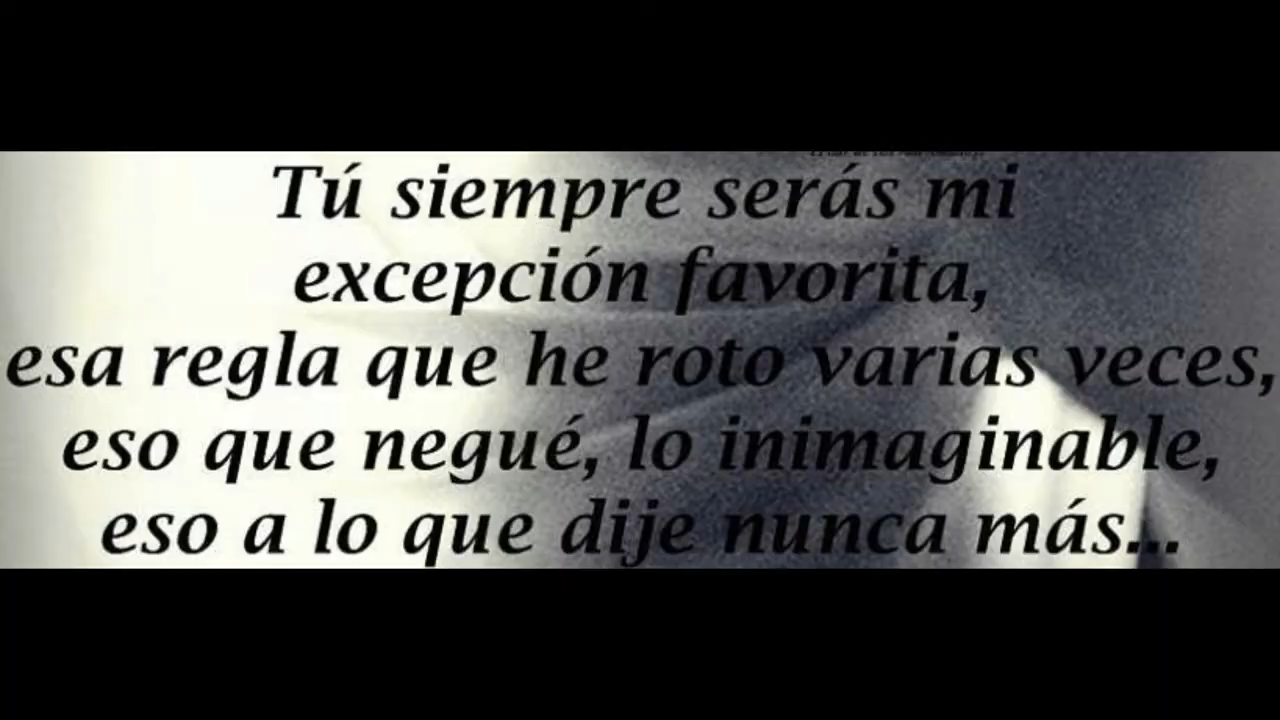 Tú siempre serás mi
excepción favorita,
esa regla que he roto varias veces,
eso que negué, lo inimaginable,
eso a lo que dije nunca más...